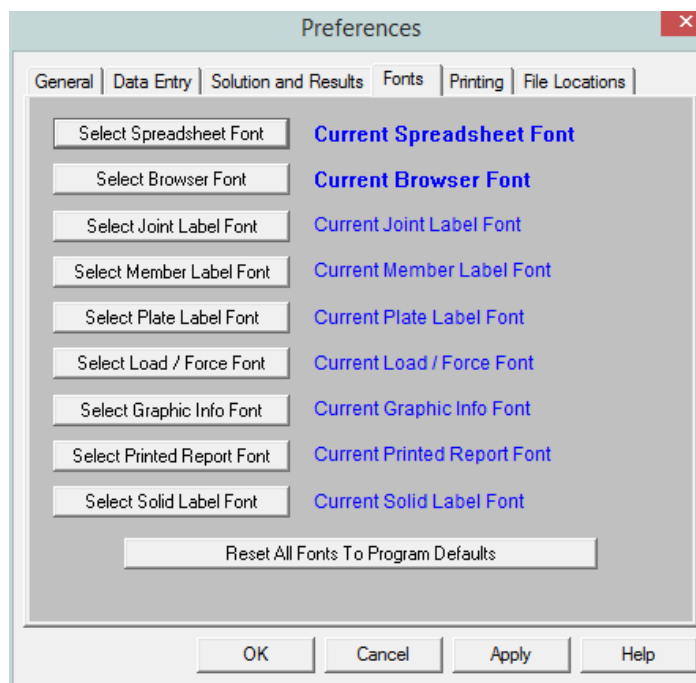 Preferences
General Data Entry Solution and Results Fonts Printing File Locations
Select Spreadsheet Font Current Spreadsheet Font
Select Browser Font Current Browser Font
Select Joint Label Font Current Joint Label Font
Select Member Label Font Current Member Label Font
Select Plate Label Font Current Plate Label Font
Select Load / Force Font Current Load / Force Font
Select Graphic Info Font Current Graphic Info Font
Select Printed Report Font Current Printed Report Font
Select Solid Label Font Current Solid Label Font
Reset All Fonts To Program Defaults
OK Cancel Apply Help